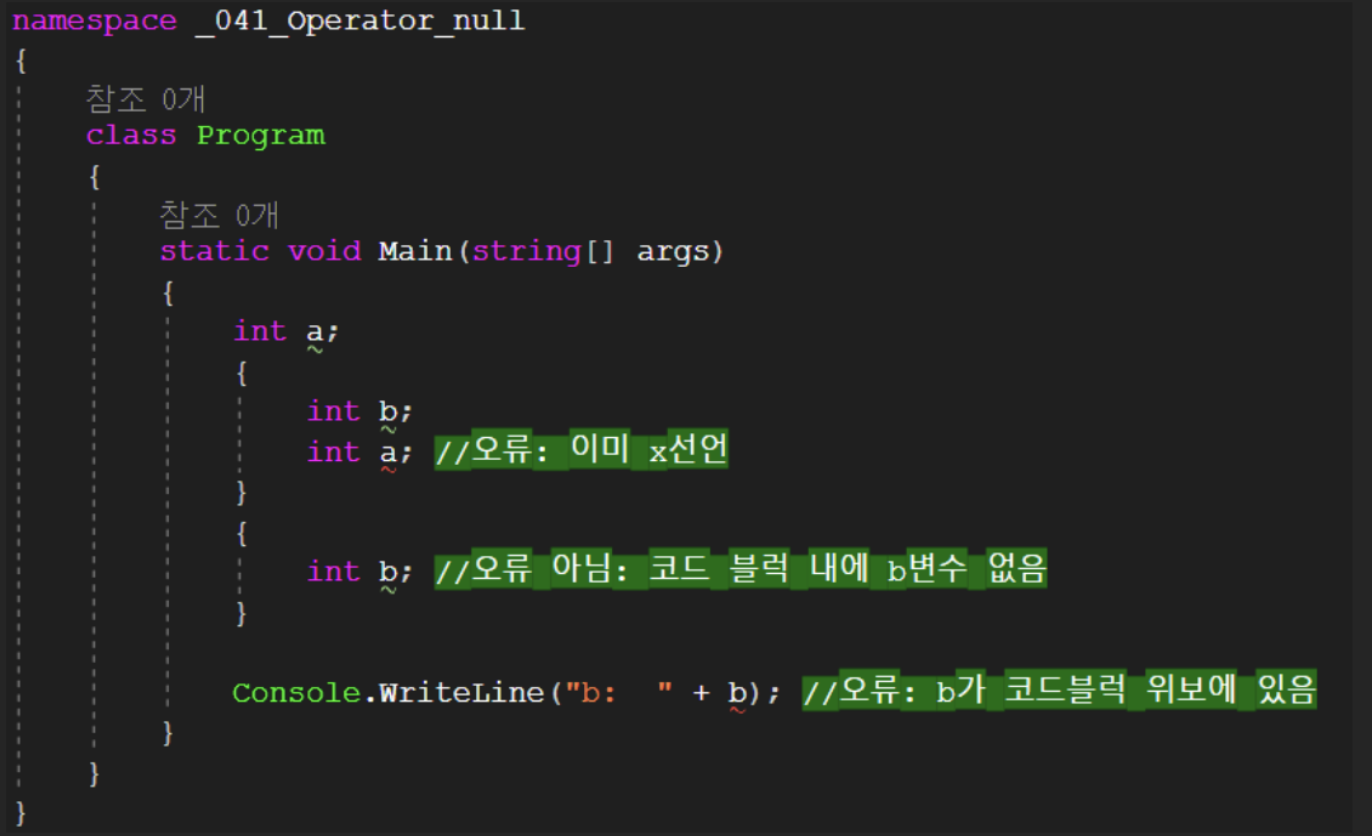 namespace _041_Operator_null
{
참조 0개
class Program
{
참조 0개
static void Main(string[] args)
{
int a;
{
int b;
int a; //오류: 이미 x선언
}
{
int b; //오류 아님: 코드 블럭 내에 b변수 없음
}
Console.WriteLine("b:  " + b); //오류: b가 코드블럭 위보에 있음
}
}
}